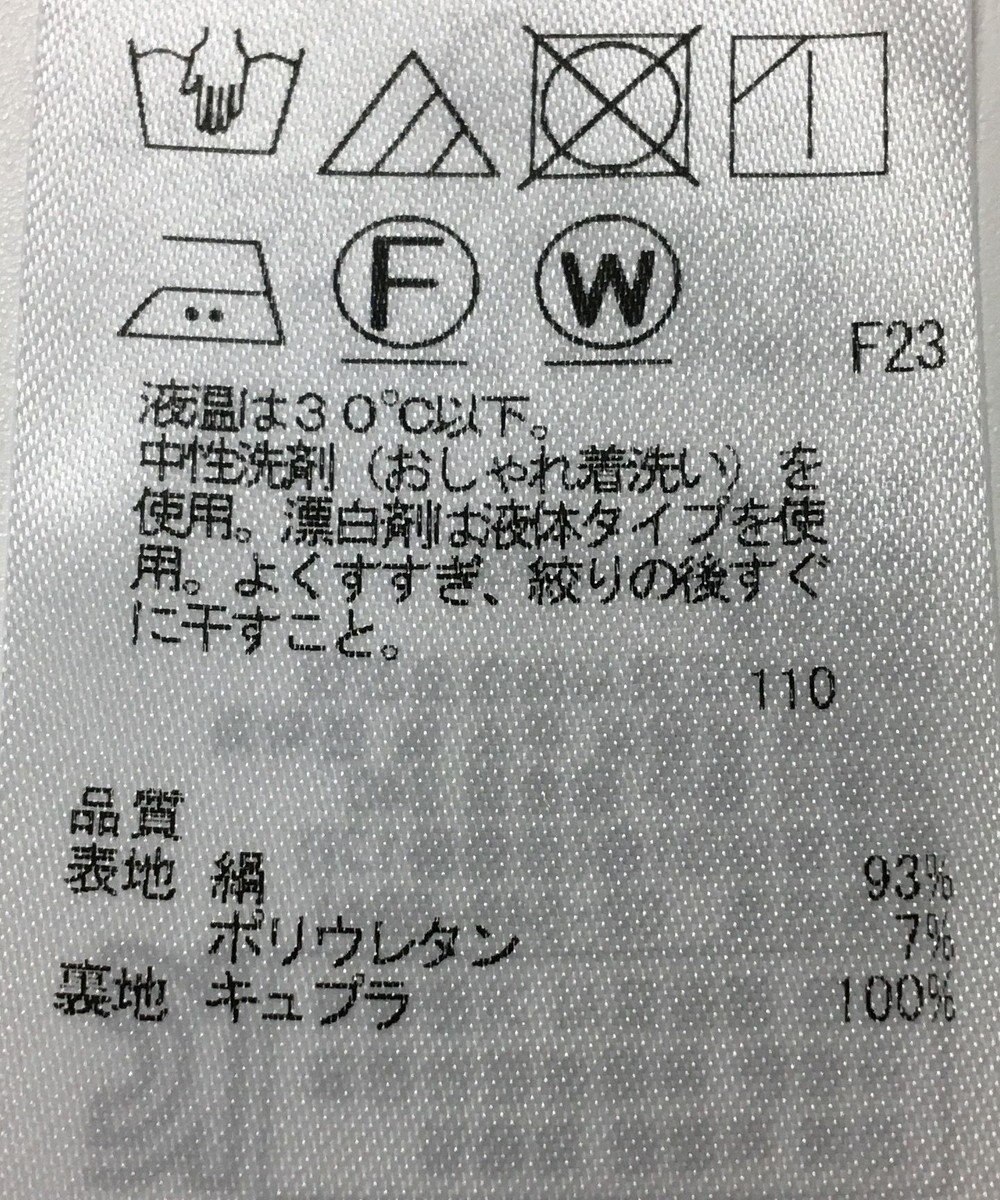 F
W
F23
液温は30℃以下。
中性洗剤（おしゃれ着洗い）を
使用。漂白剤は液体タイプを使
用。よくすすぎ、絞りの後すぐ
に干すこと。
110
品質
表地 綿 93%
ポリウレタン 7%
裏地 キュプラ 100%